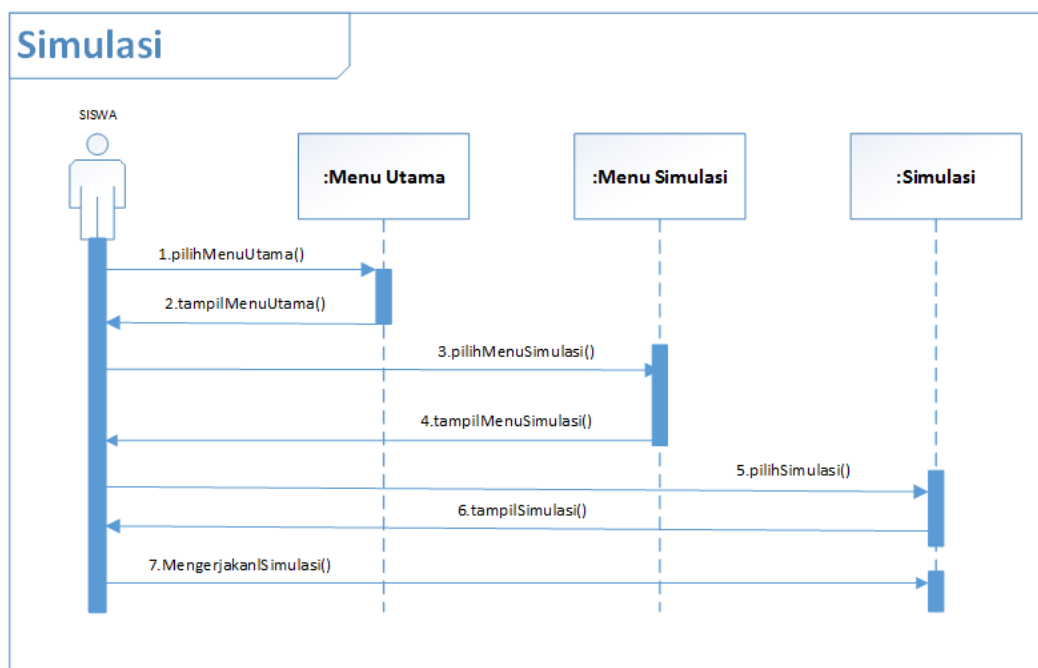 Simulasi
SISWA
:Menu Utama
:Menu Simulasi
:Simulasi
1.pilihMenuUtama()
2.tampilMenuUtama()
3.pilihMenuSimulasi()
4.tampilMenuSimulasi()
5.pilihSimulasi()
6.tampilSimulasi()
7.MengerjakanlSimulasi()